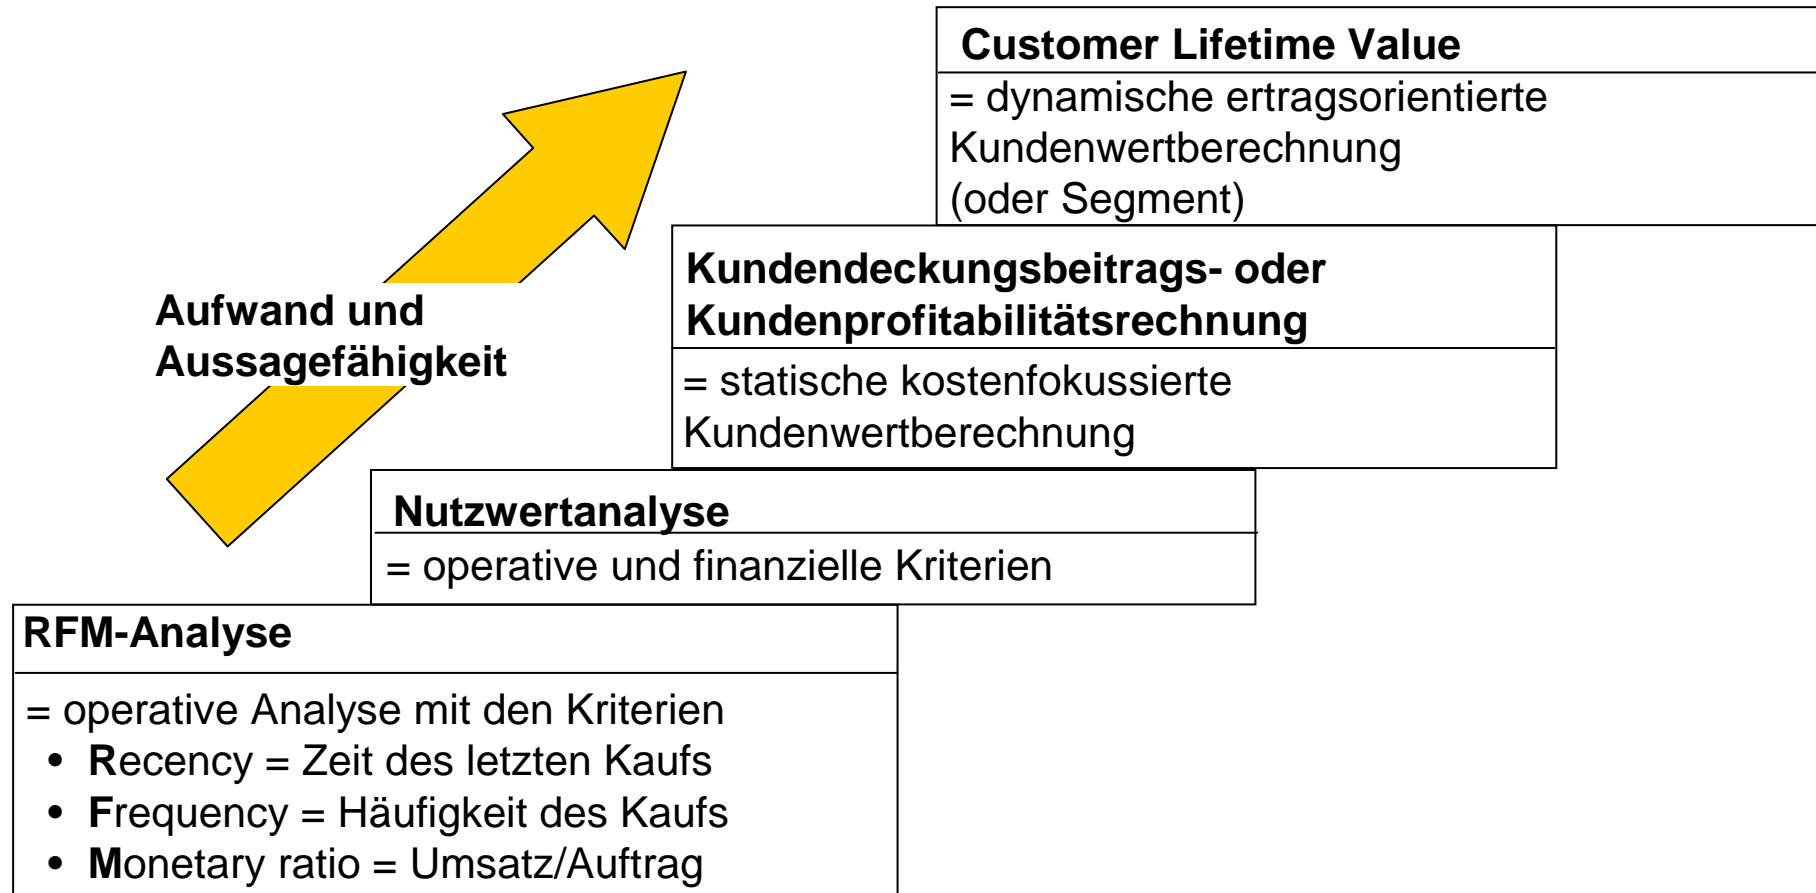 Customer Lifetime Value
= dynamische ertragsorientierte
Kundenwertberechnung
(oder Segment)
Kundendeckungsbeitrags- oder
Kundenprofitabilitätsrechnung
= statische kostenfokussierte
Kundenwertberechnung
Aufwand und
Aussagefähigkeit
Nutzwertanalyse
= operative und finanzielle Kriterien
RFM-Analyse
= operative Analyse mit den Kriterien
• Recency = Zeit des letzten Kaufs
• Frequency = Häufigkeit des Kaufs
• Monetary ratio = Umsatz/Auftrag